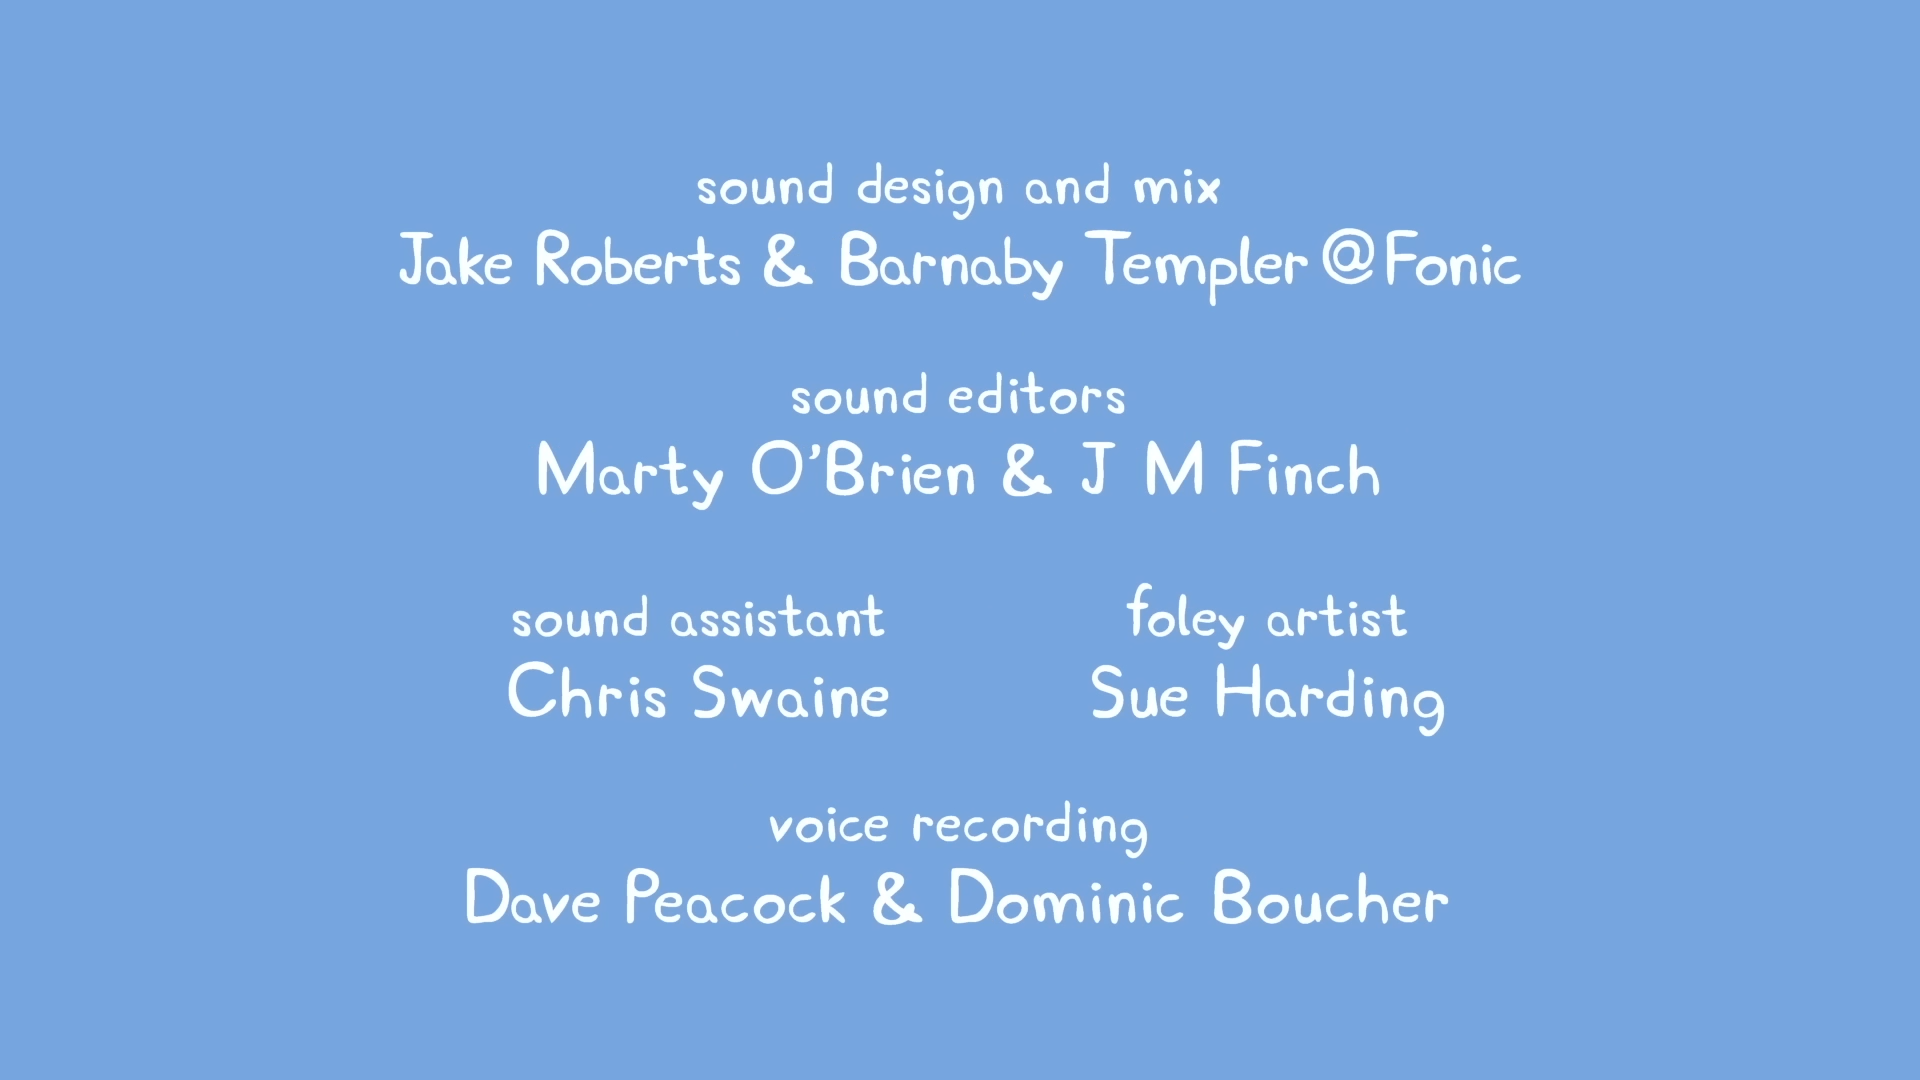 sound design and mix
Jake Roberts & Barnaby Templer @Fonic
sound editors
Marty O'Brien & J M Finch
sound assistant
Chris Swaine
foley artist
Sue Harding
voice recording
Dave Peacock & Dominic Boucher